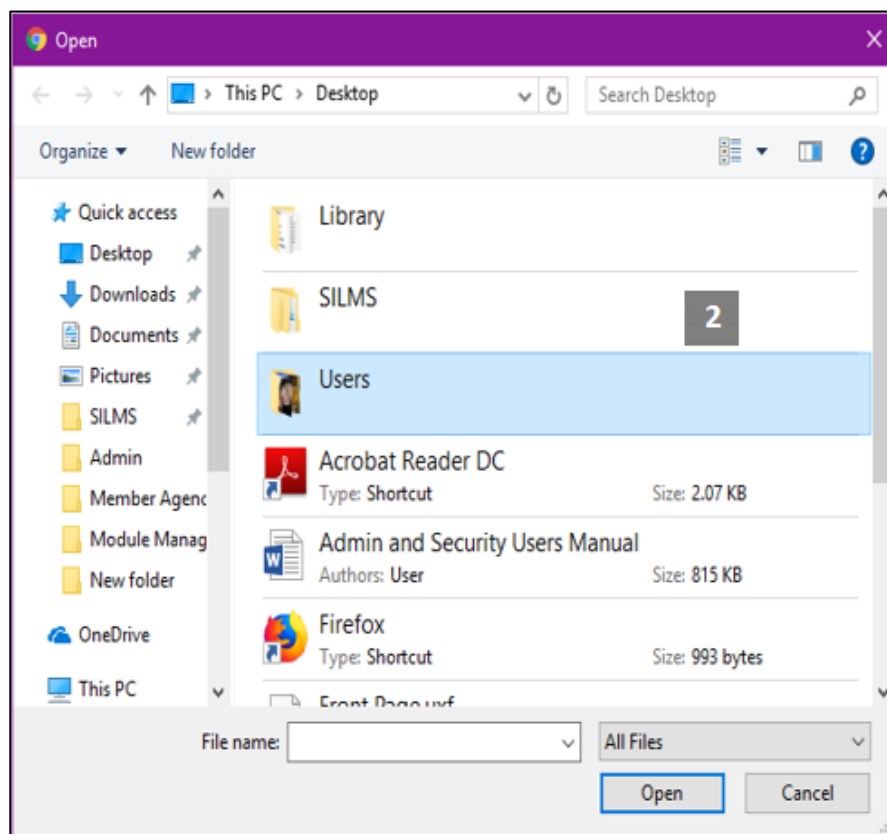 Open
This PC > Desktop
Search Desktop
Organize
New folder
Quick access
Desktop
Downloads
Documents
Pictures
SILMS
Admin
Member Agenc
Module Manag
New folder
OneDrive
This PC
Library
SILMS
2
Users
Acrobat Reader DC
Type: Shortcut Size: 2.07 KB
Admin and Security Users Manual
Authors: User Size: 815 KB
Firefox
Type: Shortcut Size: 993 bytes
Front Page.uxf
File name:
All Files
Open
Cancel